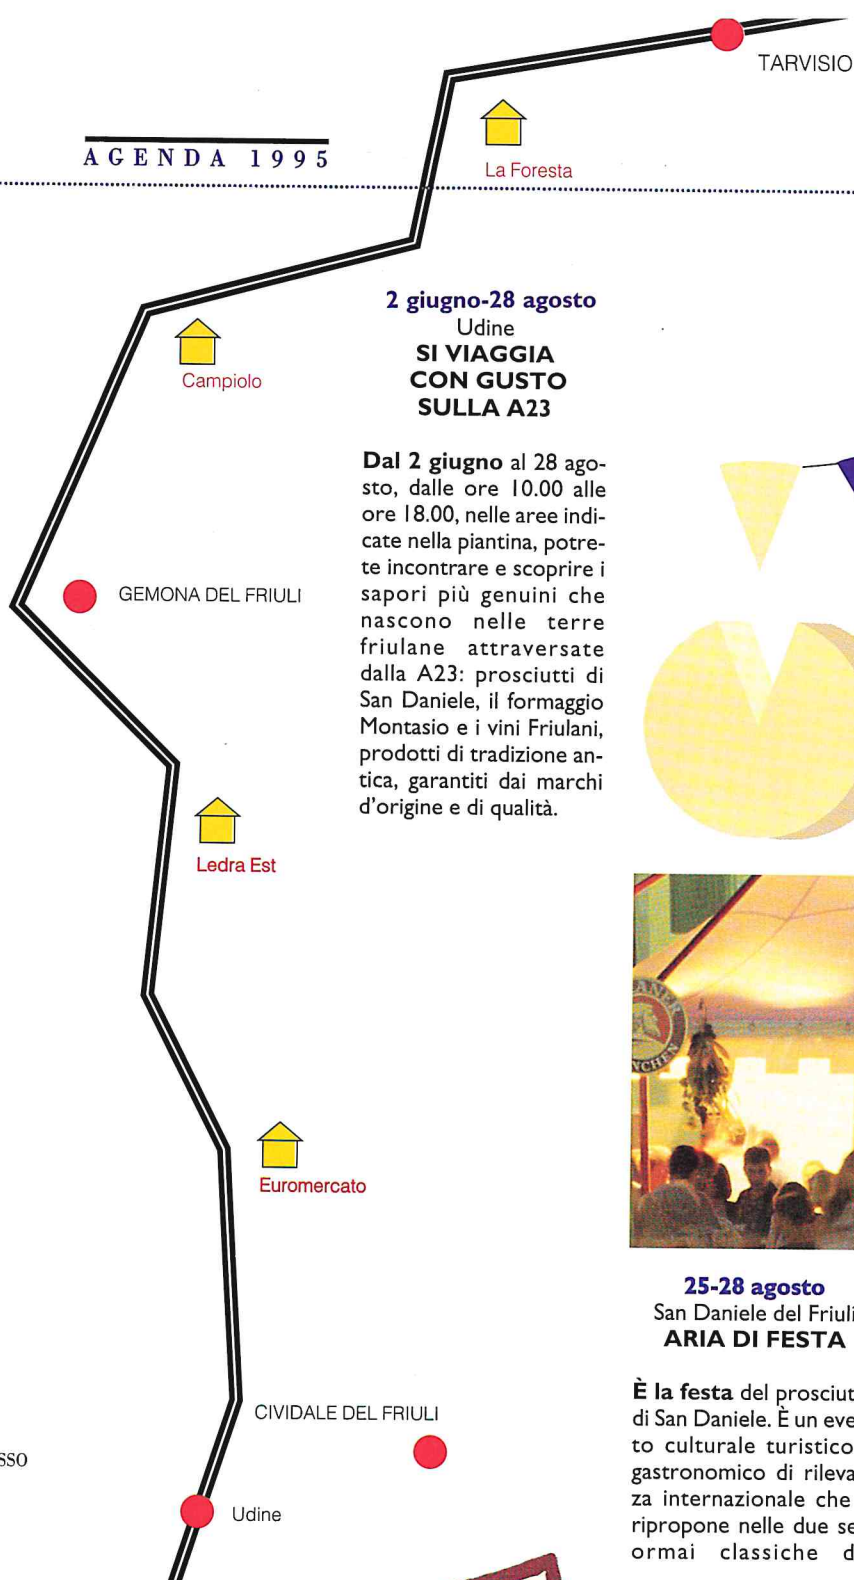 TARVISIO
AGENDA 1995
La Foresta
2 giugno-28 agosto
Udine
SI VIAGGIA
CON GUSTO
SULLA A23
Campiolo
Dal 2 giugno al 28 ago-
sto, dalle ore 10.00 alle
ore 18.00, nelle aree indi-
cate nella piantina, potre-
te incontrare e scoprire i
sapori più genuini che
nascono nelle terre
friulane attraversate
dalla A23: prosciutti di
San Daniele, il formaggio
Montasio e i vini Friulani,
prodotti di tradizione an-
tica, garantiti dai marchi
d'origine e di qualità.
GEMONA DEL FRIULI
Ledra Est
Euromercato
25-28 agosto
San Daniele del Friuli
ARIA DI FESTA
È la festa del prosciut
di San Daniele. È un eve
to culturale turistico
gastronomico di rileva
za internazionale che
ripropone nelle due se
ormai classiche d
CIVIDALE DEL FRIULI
sso
Udine